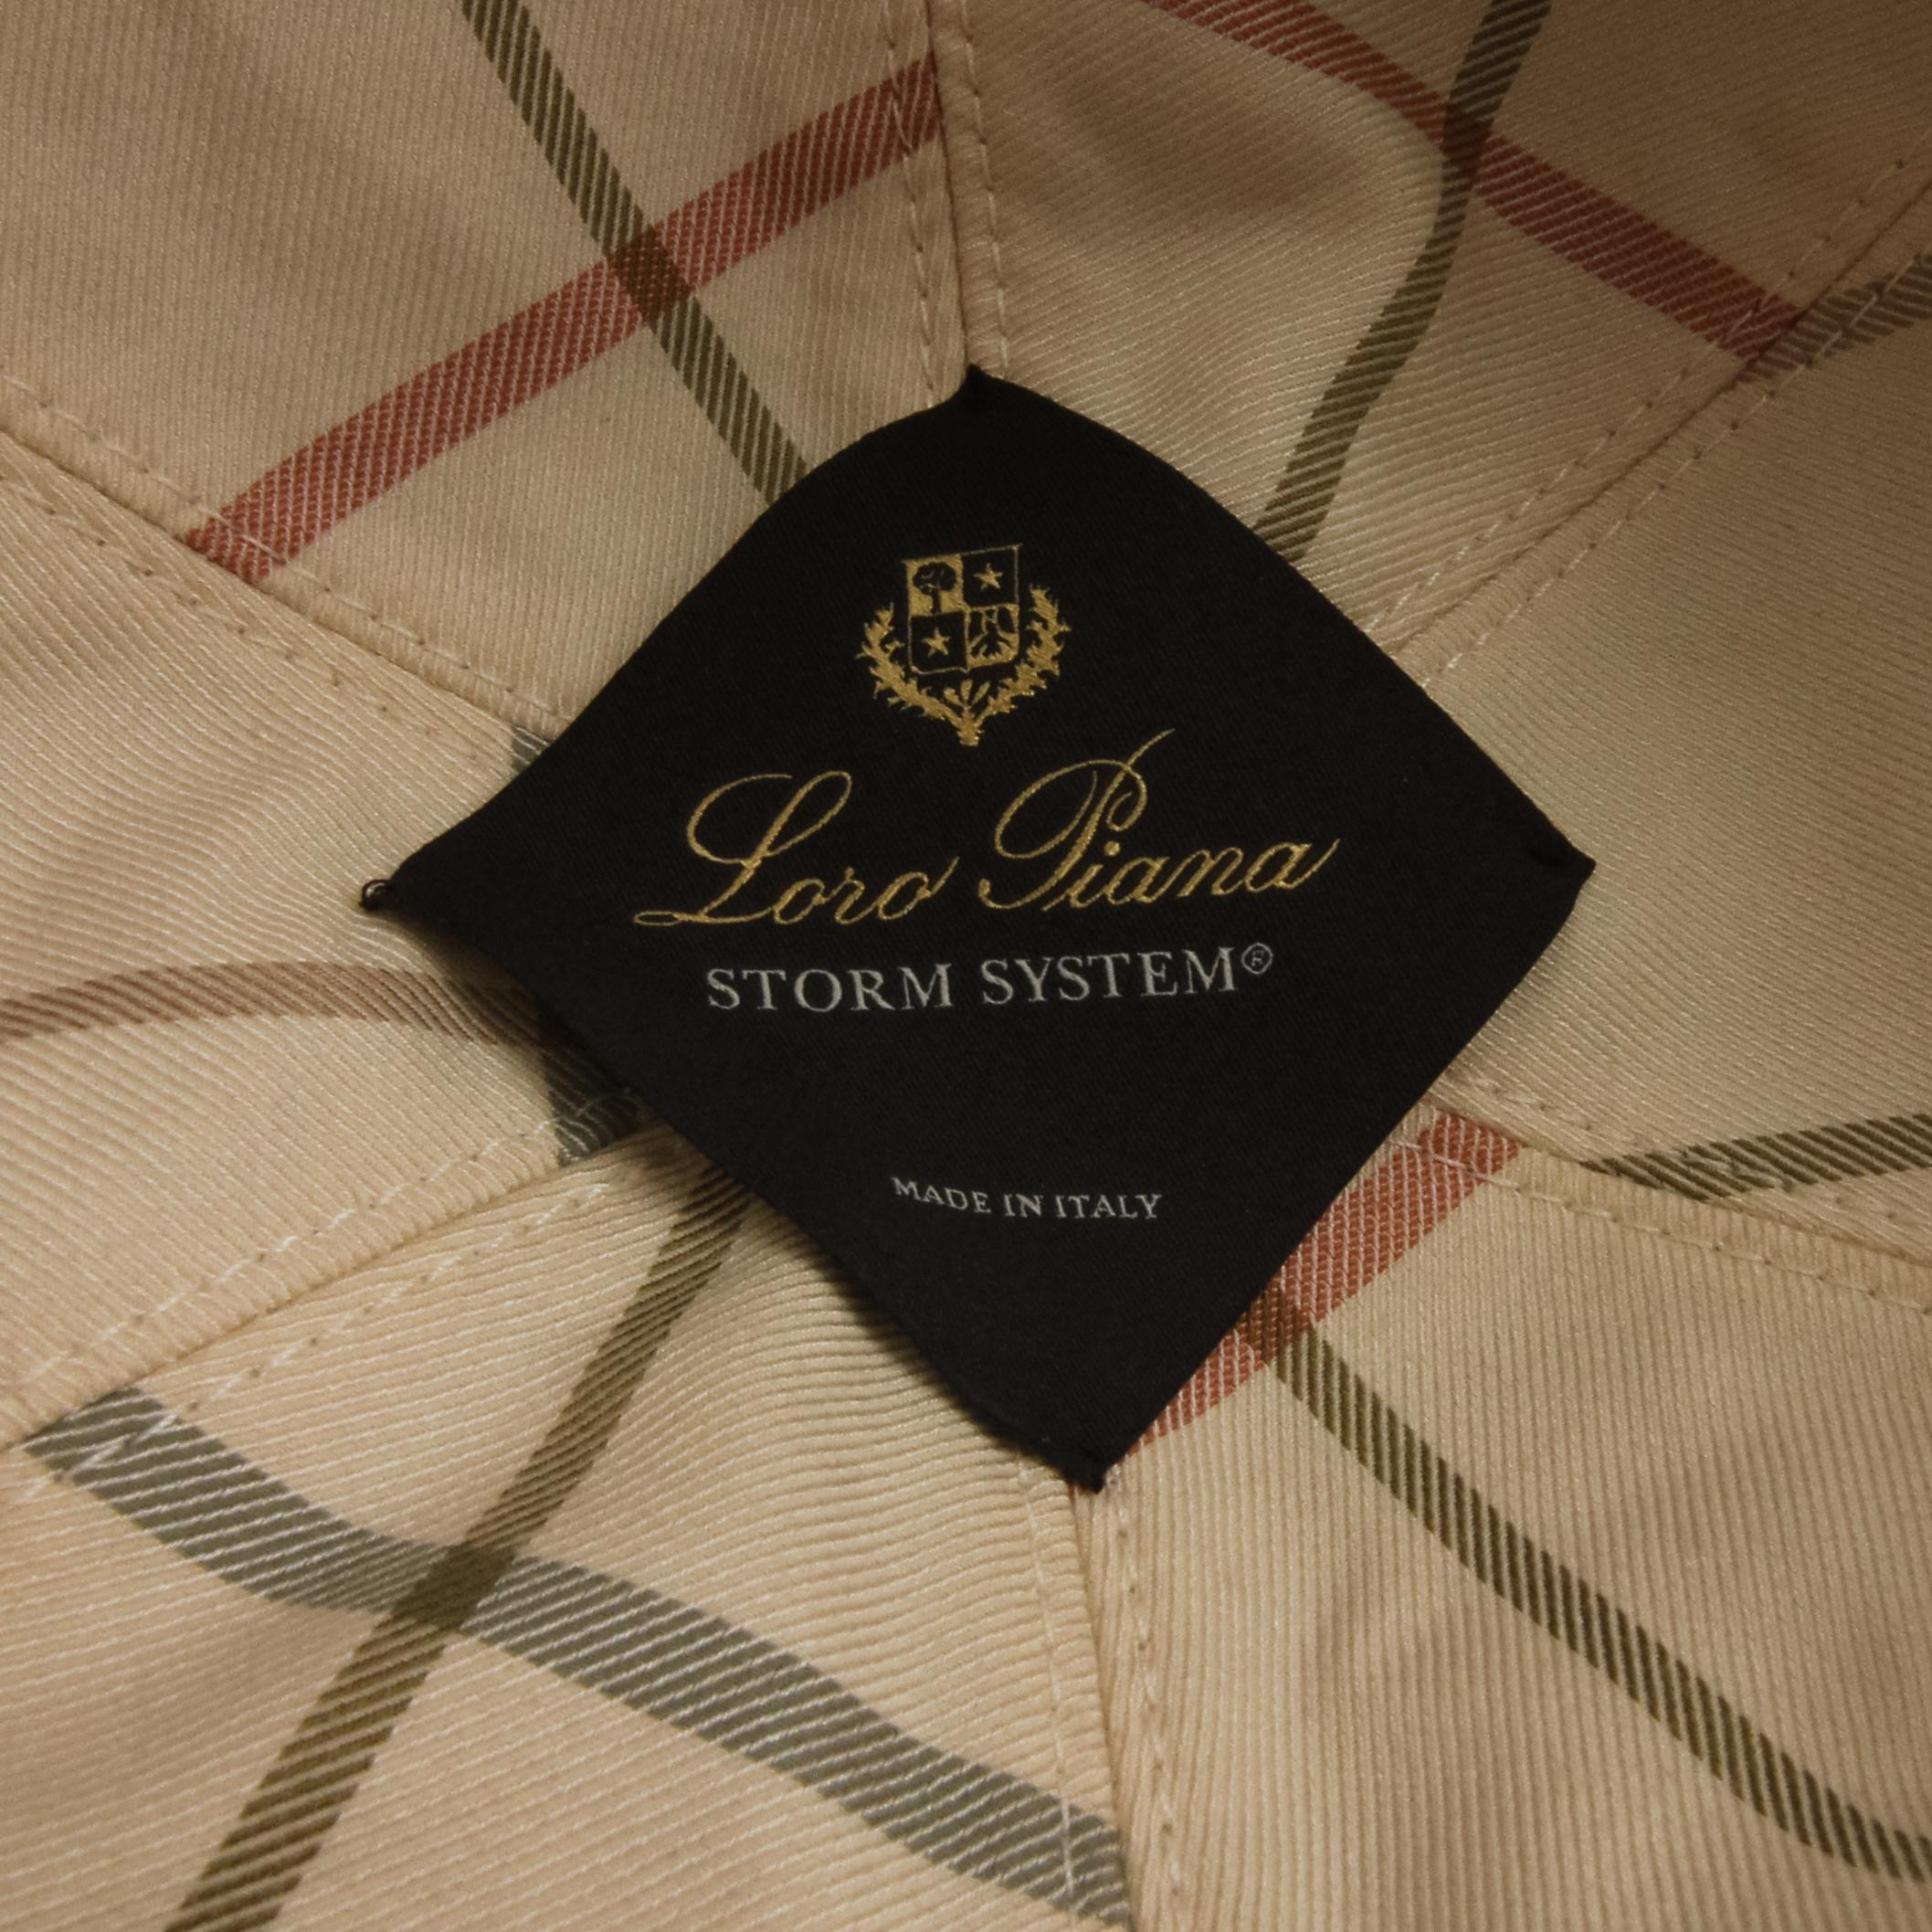 Loro Piana
STORM SYSTEM®
MADE IN ITALY